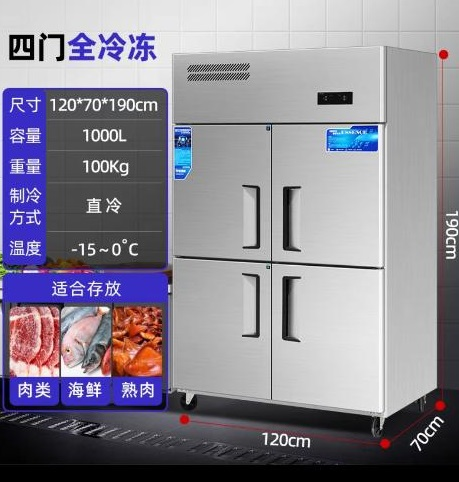 四门全冷冻
尺寸 120*70*190cm
容量 1000L
重量 100Kg
制冷方式 直冷
温度 -15~0°C
适合存放
肉类 海鲜 熟肉
ESSENCE
190cm
120cm
70cm